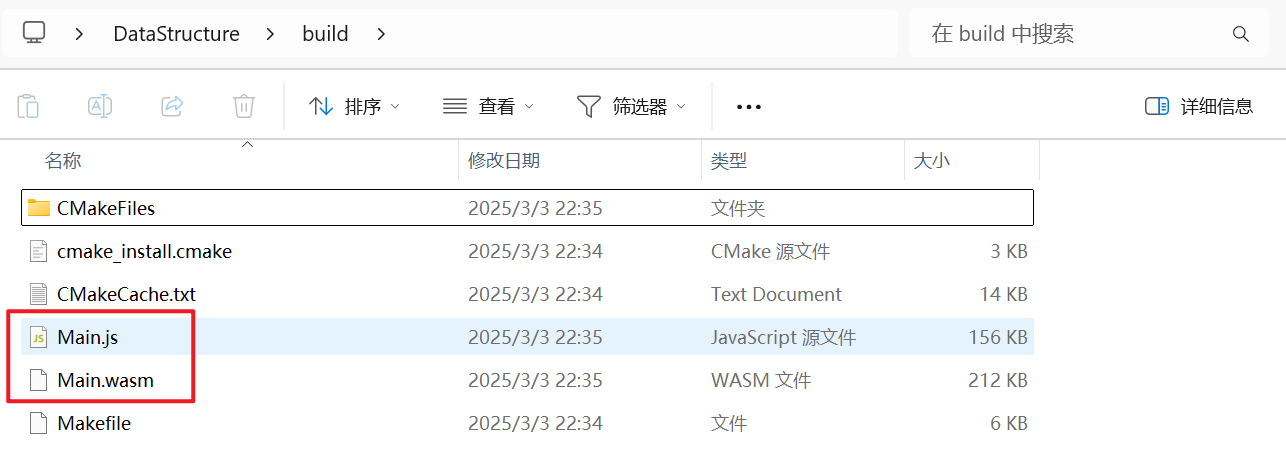 DataStructure > build >
在 build 中搜索
排序 查看 筛选器 ... 详细信息
名称 修改日期 类型 大小
CMakeFiles 2025/3/3 22:35 文件夹
cmake_install.cmake 2025/3/3 22:34 CMake 源文件 3 KB
CMakeCache.txt 2025/3/3 22:34 Text Document 14 KB
JS Main.js 2025/3/3 22:35 JavaScript 源文件 156 KB
Main.wasm 2025/3/3 22:35 WASM 文件 212 KB
Makefile 2025/3/3 22:34 文件 6 KB